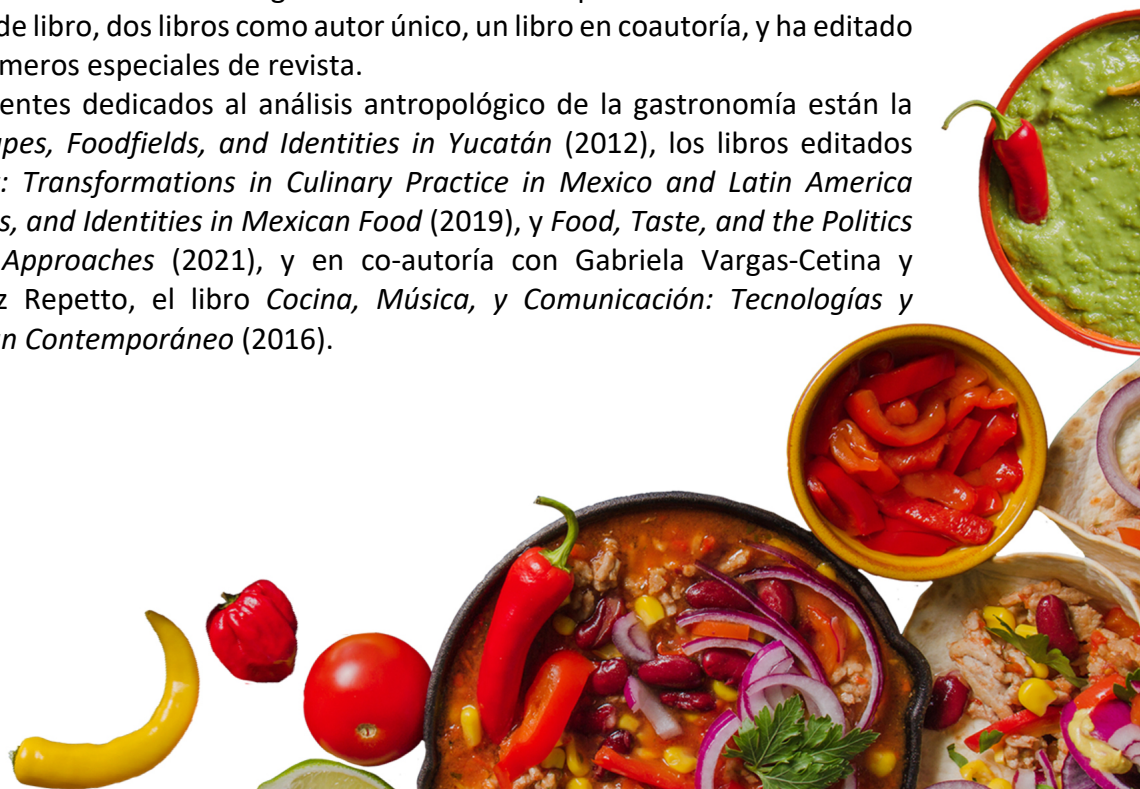 de libro, dos libros como autor único, un libro en coautoría, y ha editado
meros especiales de revista.
entes dedicados al análisis antropológico de la gastronomía están la
pes, Foodfields, and Identities in Yucatán (2012), los libros editados
: Transformations in Culinary Practice in Mexico and Latin America
s, and Identities in Mexican Food (2019), y Food, Taste, and the Politics
Approaches (2021), y en co-autoría con Gabriela Vargas-Cetina y
z Repetto, el libro Cocina, Música, y Comunicación: Tecnologías y
n Contemporáneo (2016).